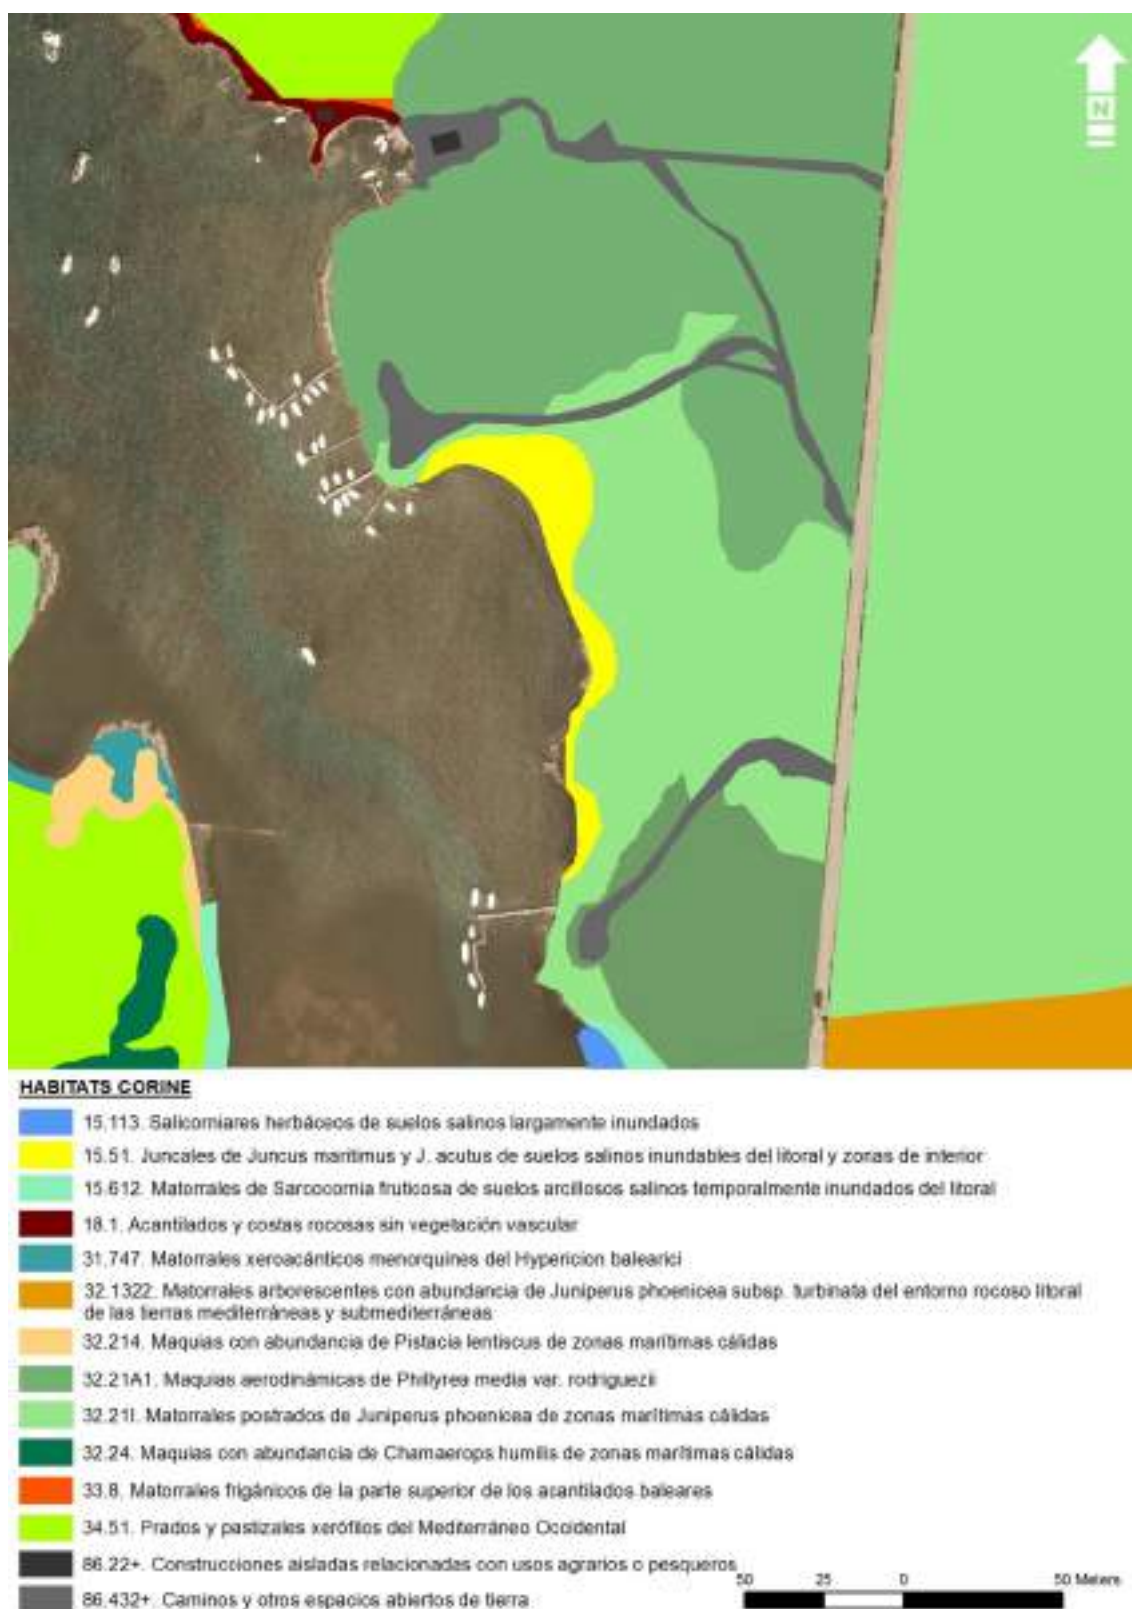 N
HABITATS CORINE
15.113. Salicorniares herbáceos de suelos salinos largamente inundados
15.51. Juncales de Juncus maritimus y J. acutus de suelos salinos inundables del litoral y zonas de interior
15.612. Matorrales de Sarcocornia fruticosa de suelos arcillosos salinos temporalmente inundados del litoral
18.1. Acantilados y costas rocosas sin vegetación vascular
31.747. Matorrales xeroacánticos menorquines del Hypericion balearici
32.1322. Matorrales arborescentes con abundancia de Juniperus phoenicea subsp. turbinata del entorno rocoso litoral
de las tierras mediterráneas y submediterráneas
32.214. Maquias con abundancia de Pistacia lentiscus de zonas marítimas cálidas
32.21A1. Maquias aerodinámicas de Phillyrea media var. rodriguezii
32.21I. Matorrales postrados de Juniperus phoenicea de zonas marítimas cálidas
32.24. Maquias con abundancia de Chamaerops humilis de zonas marítimas cálidas
33.8. Matorrales frigánicos de la parte superior de los acantilados baleares
34.51. Prados y pastizales xerófilos del Mediterráneo Occidental
86.22+. Construcciones aisladas relacionadas con usos agrarios o pesqueros
86.432+. Caminos y otros espacios abiertos de tierra
50 25 0 50 Meters